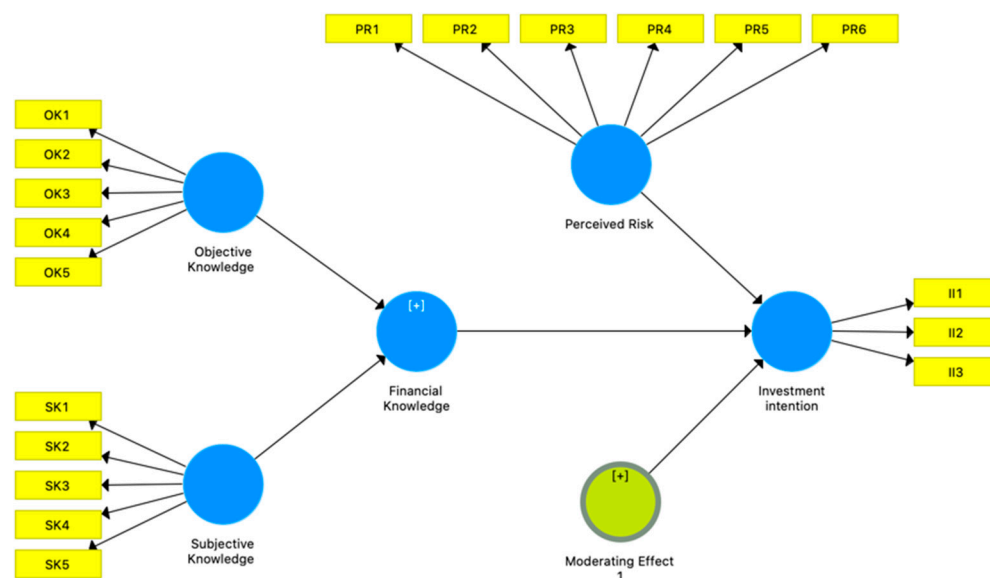 PR1 PR2 PR3 PR4 PR5 PR6
OK1
OK2
OK3
OK4
OK5
Objective
Knowledge
Perceived Risk
[+]
Financial
Knowledge
II1
II2
II3
Investment
intention
SK1
SK2
SK3
SK4
SK5
Subjective
Knowledge
[+]
Moderating Effect
1